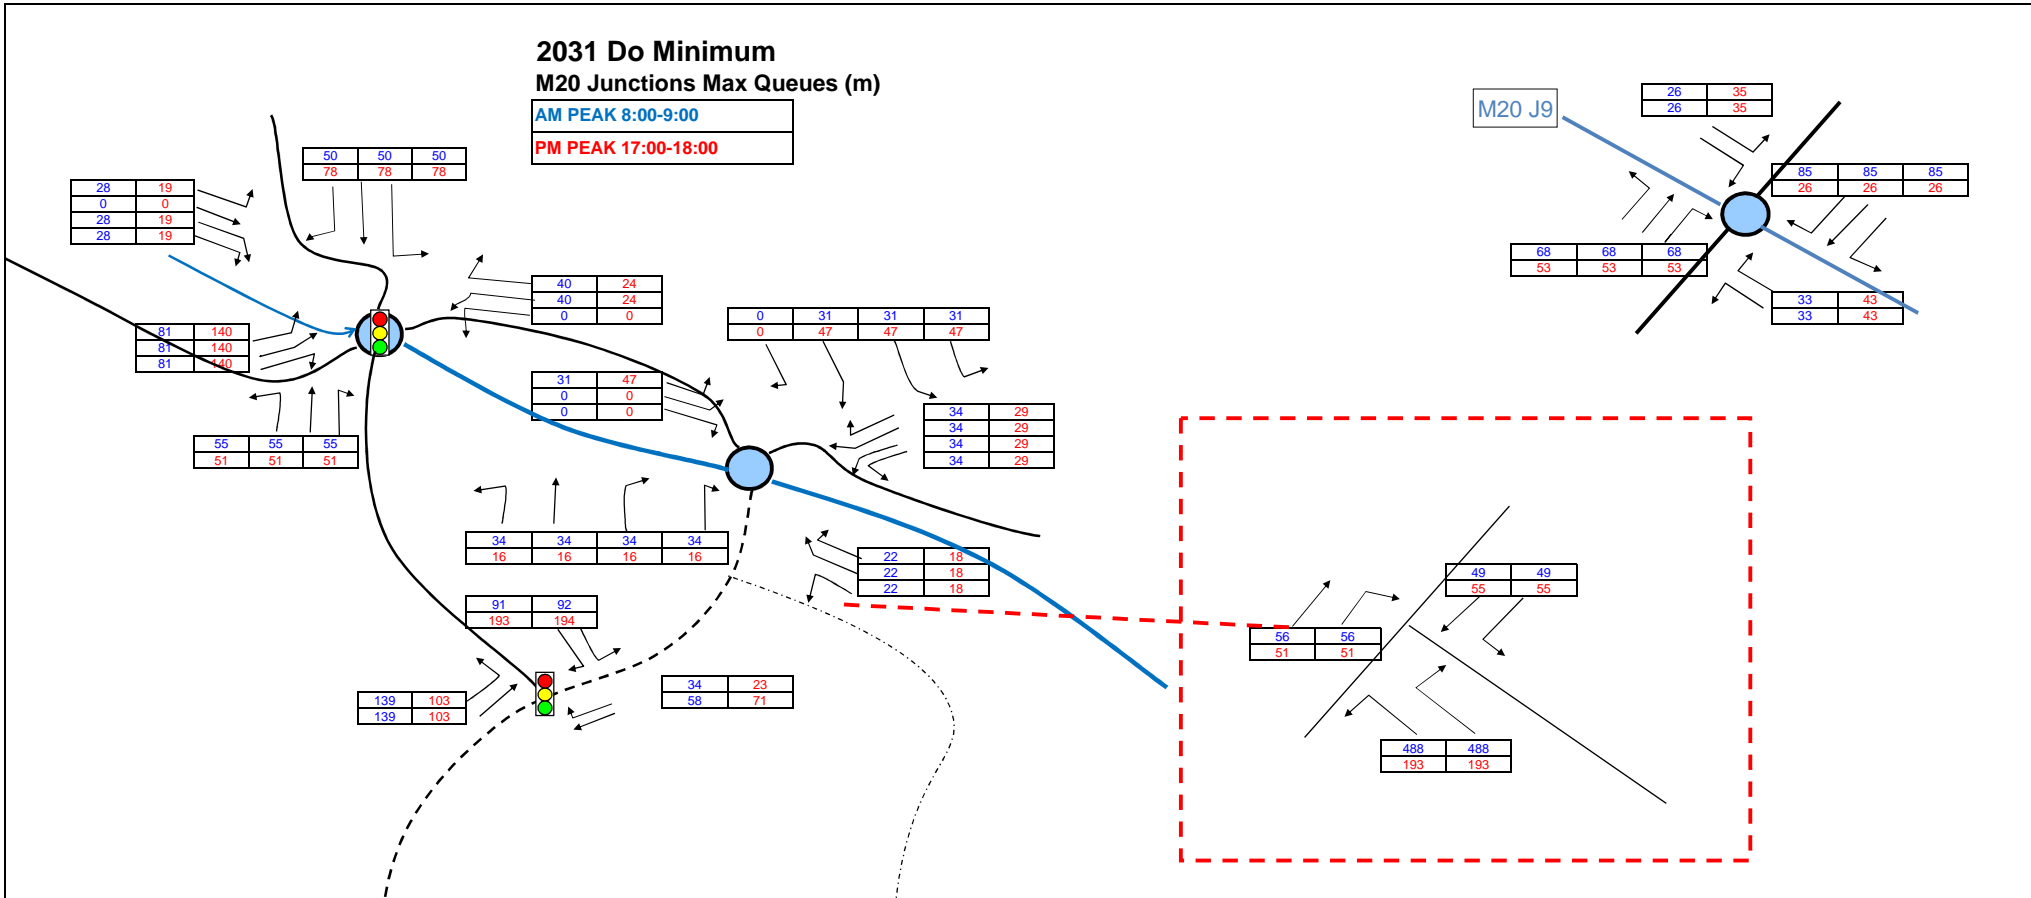 2031 Do Minimum
M20 Junctions Max Queues (m)
AM PEAK 8:00-9:00
PM PEAK 17:00-18:00
M20 J9
26 35
26 35
50 50 50
78 78 78
85 85 85
26 26 26
28 19
0 0
28 19
28 19
68 68 68
53 53 53
40 24
40 24
0 0
33 43
33 43
0 31 31 31
0 47 47 47
81 140
81 140
81 140
31 47
0 0
0 0
34 29
34 29
34 29
34 29
55 55 55
51 51 51
34 34 34 34
16 16 16 16
22 18
22 18
22 18
49 49
55 55
91 92
193 194
56 56
51 51
34 23
58 71
139 103
139 103
488 488
193 193